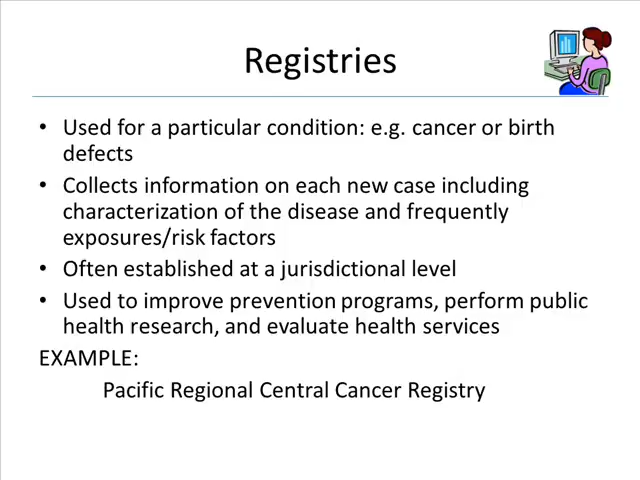 Registries
• Used for a particular condition: e.g. cancer or birth
defects
• Collects information on each new case including
characterization of the disease and frequently
exposures/risk factors
• Often established at a jurisdictional level
• Used to improve prevention programs, perform public
health research, and evaluate health services
EXAMPLE:
Pacific Regional Central Cancer Registry